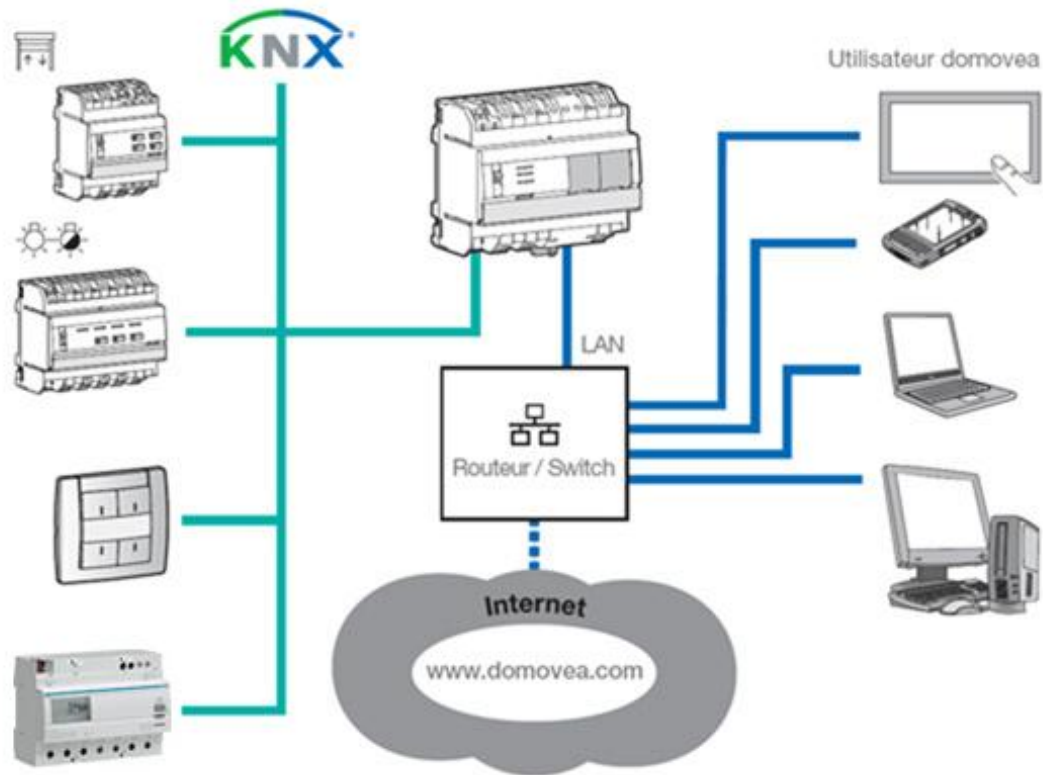 KNX
Utilisateur domovea
LAN
Routeur / Switch
Internet
www.domovea.com